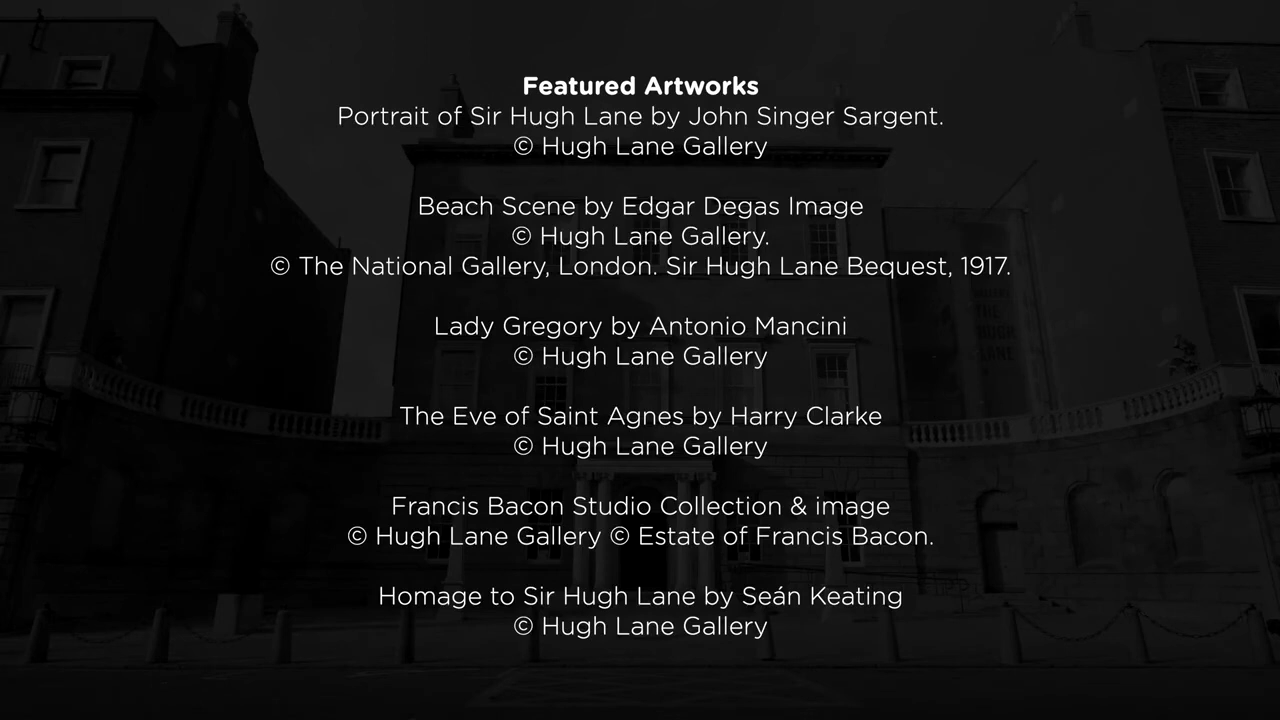 Featured Artworks
Portrait of Sir Hugh Lane by John Singer Sargent.
© Hugh Lane Gallery
Beach Scene by Edgar Degas Image
© Hugh Lane Gallery.
© The National Gallery, London. Sir Hugh Lane Bequest, 1917.
Lady Gregory by Antonio Mancini
© Hugh Lane Gallery
The Eve of Saint Agnes by Harry Clarke
© Hugh Lane Gallery
Francis Bacon Studio Collection & image
© Hugh Lane Gallery © Estate of Francis Bacon.
Homage to Sir Hugh Lane by Seán Keating
© Hugh Lane Gallery
THE
HUGH
LANE